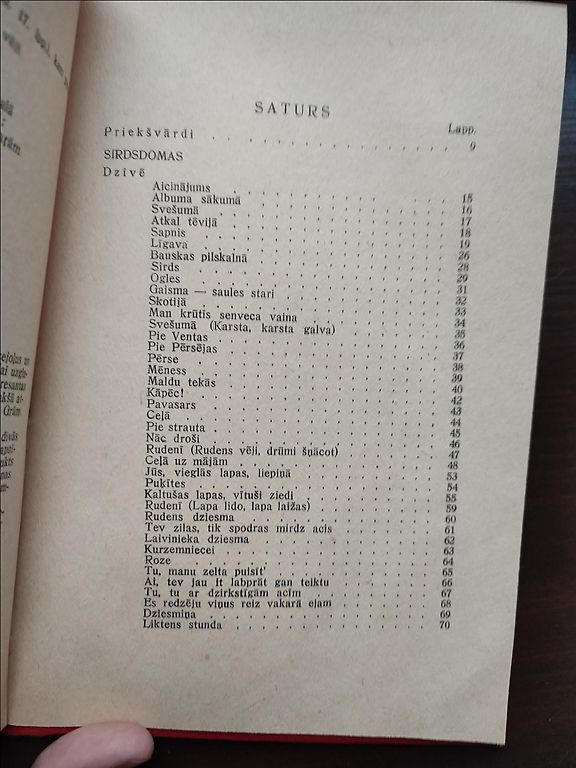 SATURS
Lapp.
Priekšvārdi . . . . . . . . . . . . . . 9
SIRDSDOMAS
Dzīvē
Aicinājums . . . . . . . . . . . . 15
Albuma sākumā . . . . . . . . . . . . 16
Svešumā . . . . . . . . . . . . 17
Atkal tēvijā . . . . . . . . . . . . 18
Sapnis . . . . . . . . . . . . 19
Līgava . . . . . . . . . . . . 26
Bauskas pilskalnā . . . . . . . . . . . . 28
Sirds . . . . . . . . . . . . 29
Ogles . . . . . . . . . . . . 31
Gaisma — saules stari . . . . . . . . . . 32
Skotijā . . . . . . . . . . . . 33
Man krūtis senveca vaina . . . . . . . . . 34
Svešumā (Karsta, karsta galva) . . . . . . . 35
Pie Ventas . . . . . . . . . . . . 36
Pie Pērsējas . . . . . . . . . . . . 37
Pērse . . . . . . . . . . . . 38
Mēness . . . . . . . . . . . . 39
Maldu tekās . . . . . . . . . . . . 40
Kāpēc! . . . . . . . . . . . . 42
Pavasars . . . . . . . . . . . . 43
Ceļā . . . . . . . . . . . . 44
Pie strauta . . . . . . . . . . . . 45
Nāc droši . . . . . . . . . . . . 46
Rudenī (Rudens vēji, drūmi šņācot) . . . . . . 47
Ceļā uz mājām . . . . . . . . . . . . 48
Jūs, vieglās lapas, liepiņā . . . . . . . . . 53
Puķītes . . . . . . . . . . . . 54
Kaltušas lapas, vītuši ziedi . . . . . . . . . 55
Rudenī (Lapa lido, lapa laižas) . . . . . . . 59
Rudens dziesma . . . . . . . . . . . . 60
Tev zilas, tik spodras mirdz acis . . . . . . . 61
Laivinieka dziesma . . . . . . . . . . . 62
Kurzemniecei . . . . . . . . . . . . 63
Roze . . . . . . . . . . . . 64
Tu, manu zelta pulsīt' . . . . . . . . . . 65
Ai, tev jau it labprāt gan teiktu . . . . . . . 66
Tu, tu ar dzirkstīgām acīm . . . . . . . . 67
Es redzēju viņus reiz vakarā ejam . . . . . . 68
Dziesmiņa . . . . . . . . . . . . 69
Liktens stunda . . . . . . . . . . . . 70